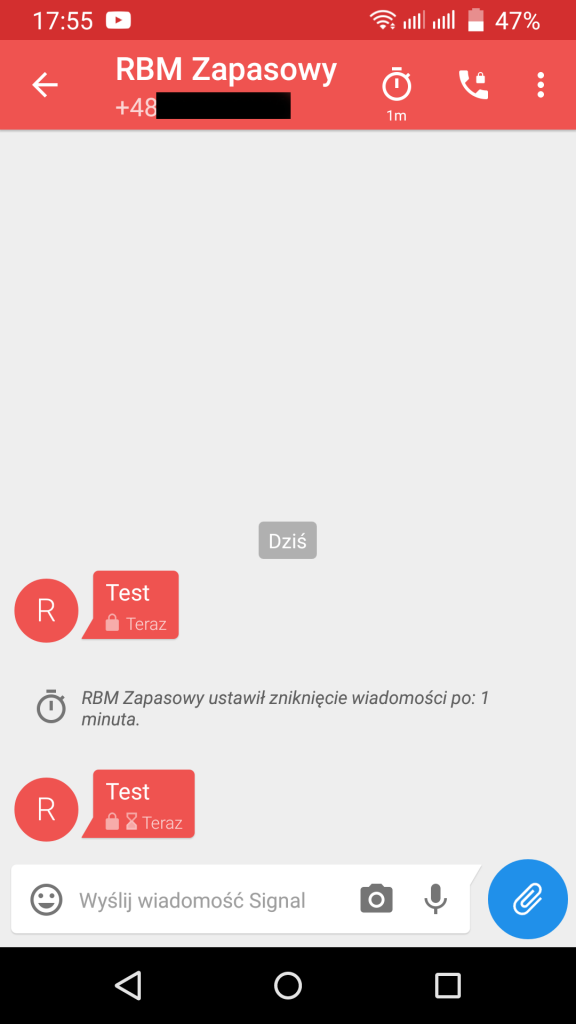 17:55
47%
RBM Zapasowy
+48
1m
Dziś
R
Test
Teraz
RBM Zapasowy ustawił zniknięcie wiadomości po: 1
minuta.
R
Test
Teraz
Wyślij wiadomość Signal